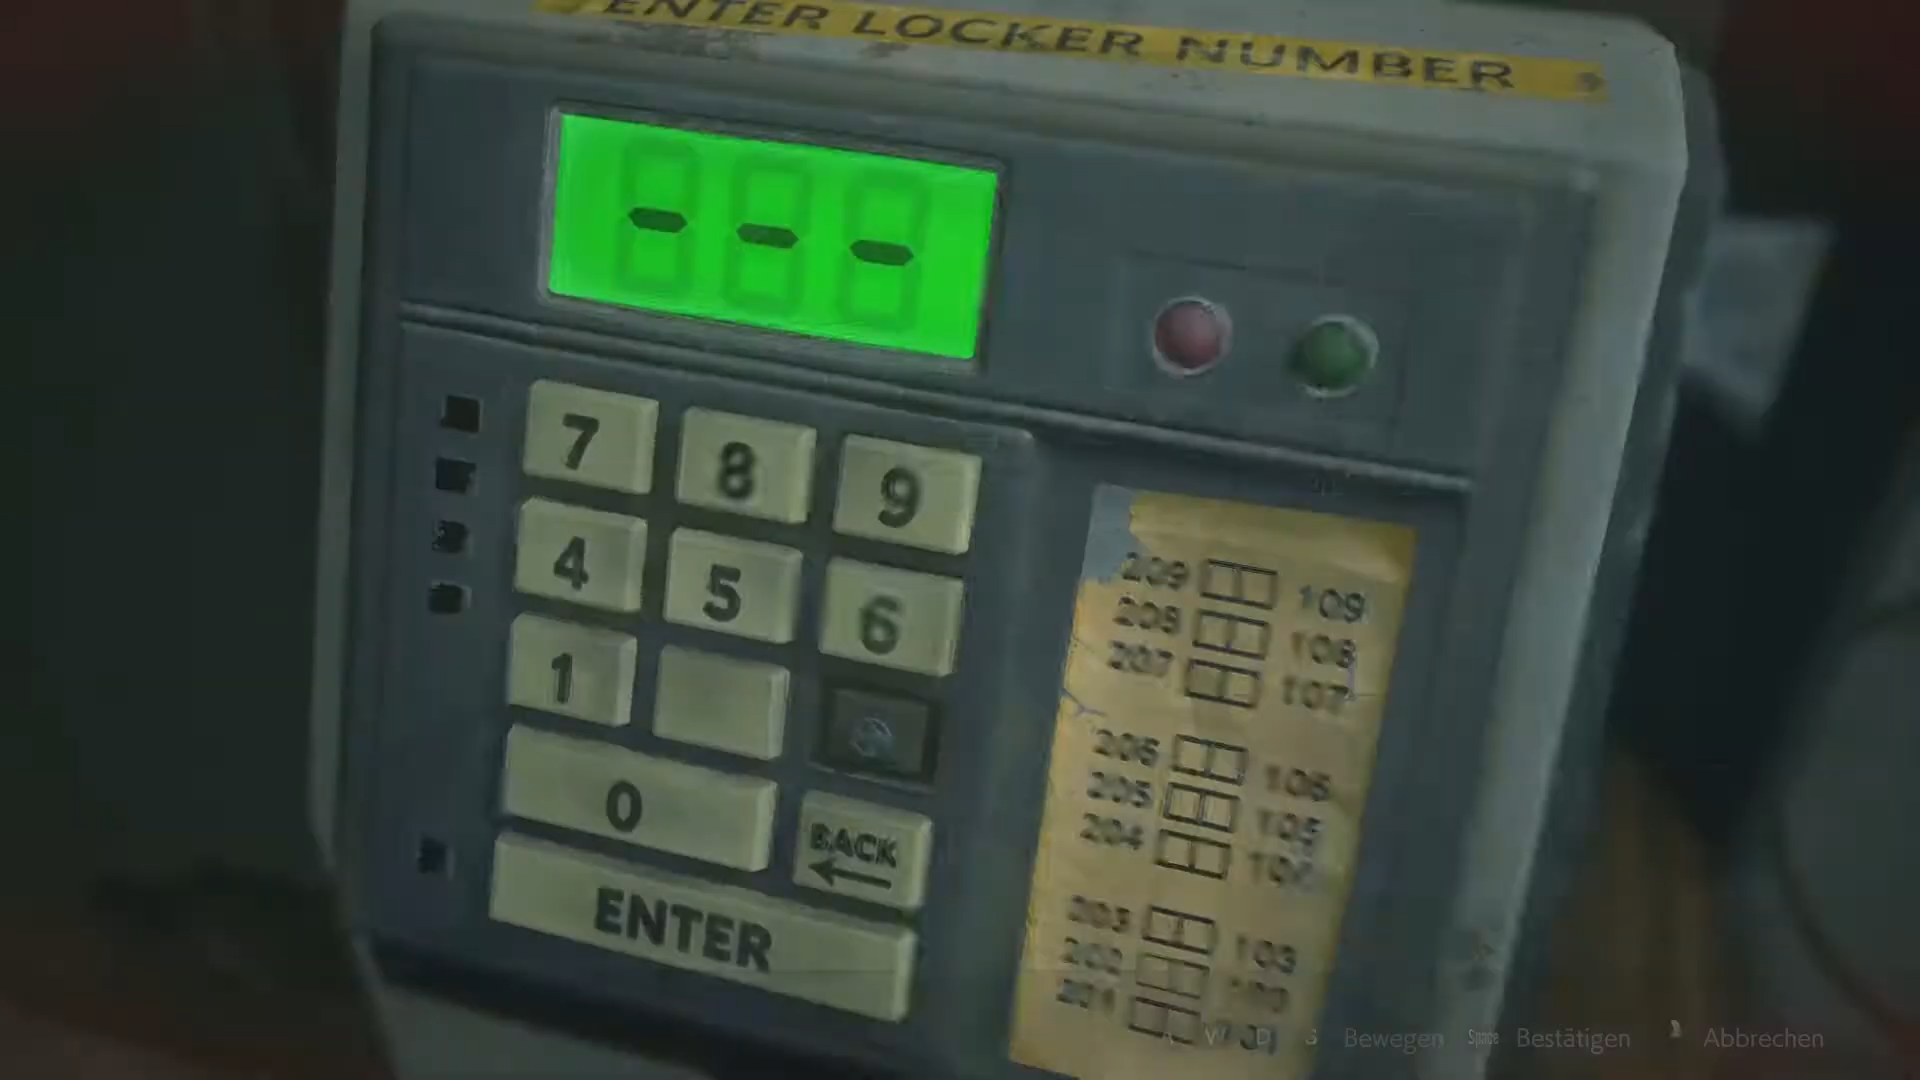 ENTER LOCKER NUMBER
7 8 9
4 5 6
1
0 BACK
ENTER
209 109
208 108
207 107
206 106
205 105
204
203 103
202
201
W D S Bewegen Space Bestätigen Abbrechen